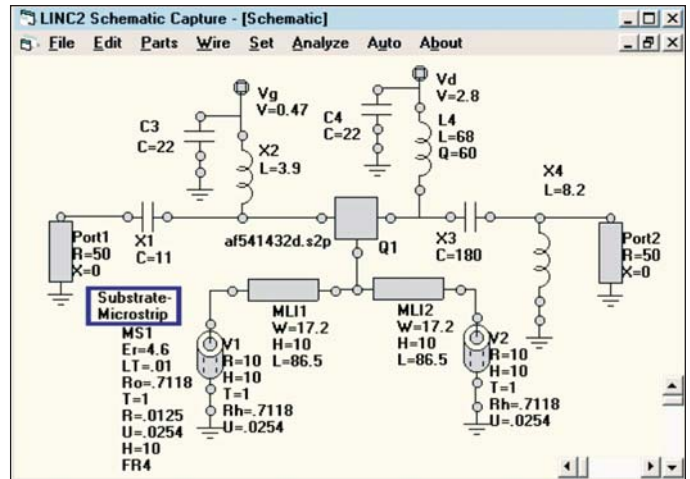 LINC2 Schematic Capture - [Schematic]
File Edit Parts Wire Set Analyze Auto About
Vg
V=0.47
Vd
V=2.8
C3
C=22
C4
C=22
L4
L=68
Q=60
X2
L=3.9
X4
L=8.2
Port1
R=50
X=0
X1
C=11
af541432d.s2p
Q1
X3
C=180
Port2
R=50
X=0
Substrate-
Microstrip
MS1
Er=4.6
LT=.01
Ro=.7118
T=1
R=.0125
U=.0254
H=10
FR4
MLI1
W=17.2
H=10
L=86.5
MLI2
W=17.2
H=10
L=86.5
V1
R=10
H=10
T=1
Rh=.7118
U=.0254
V2
R=10
H=10
T=1
Rh=.7118
U=.0254